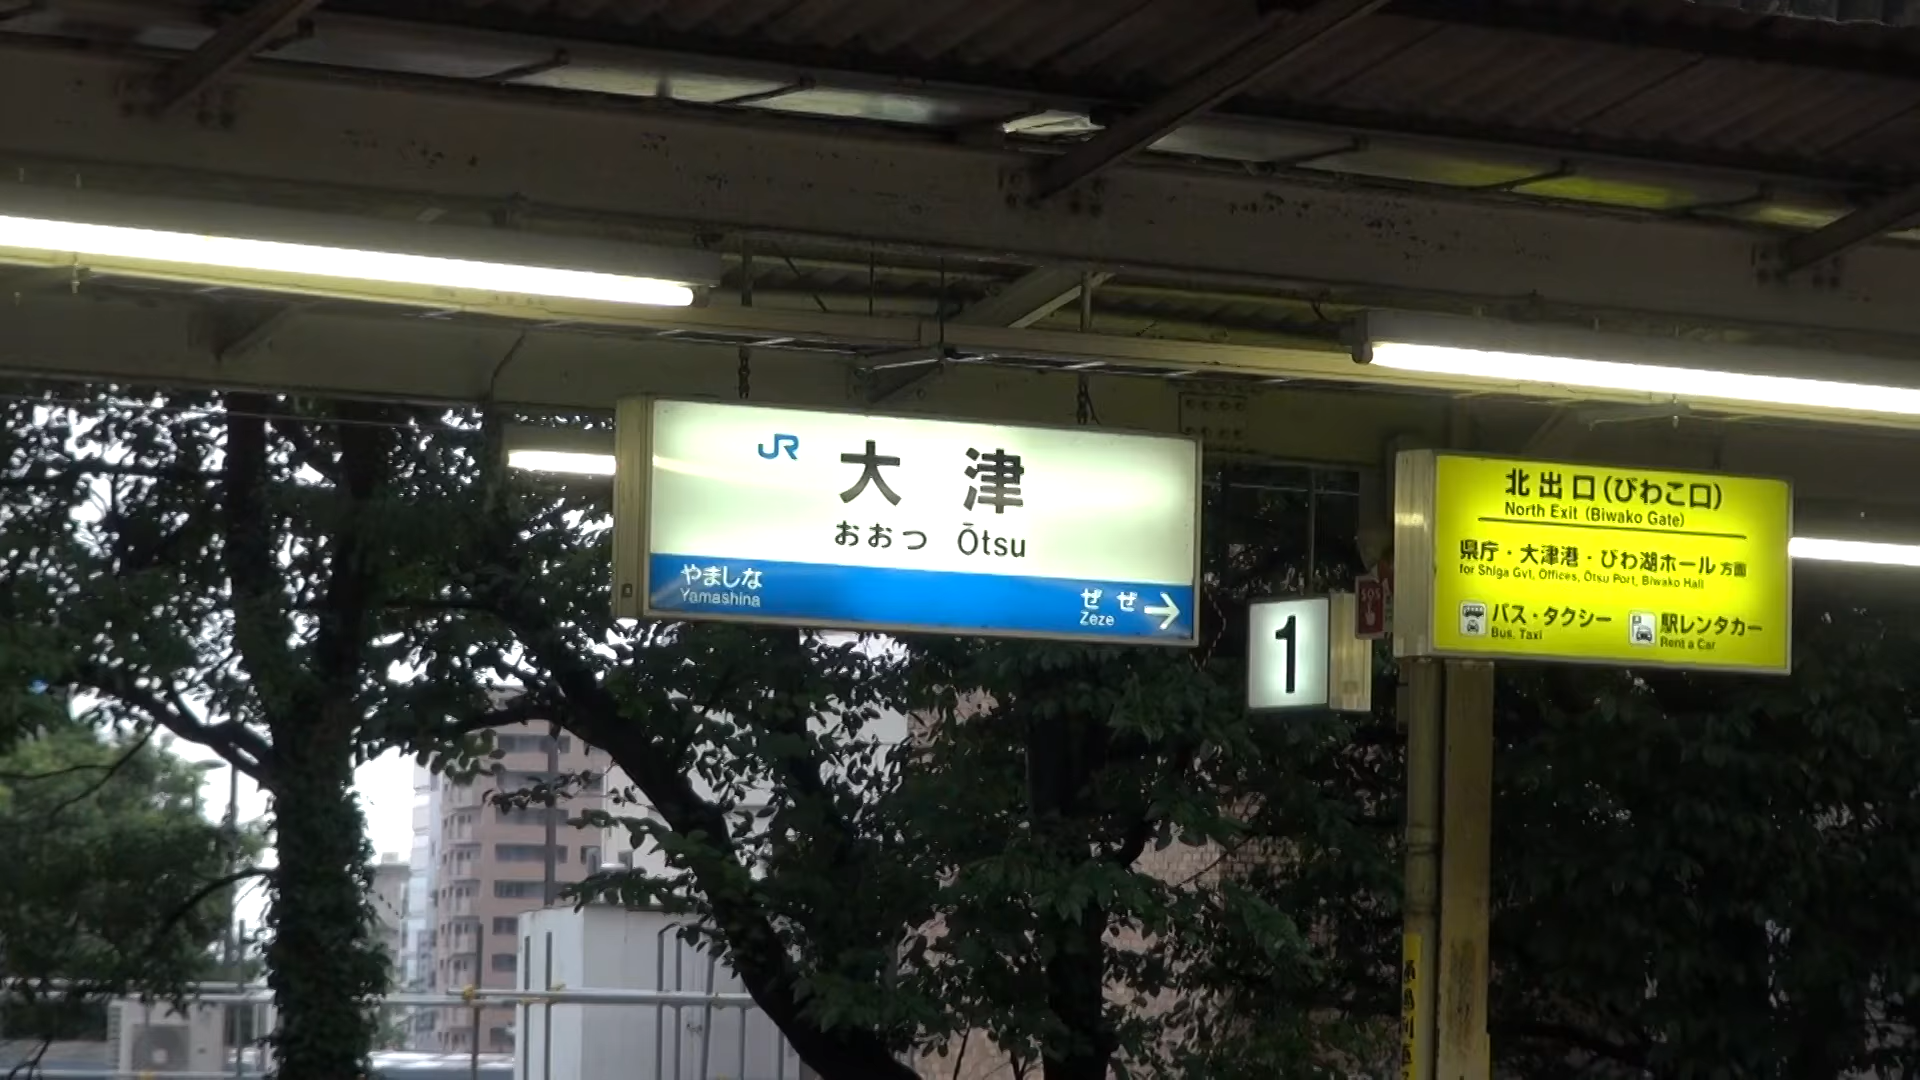 JR 大津
おおつ Ōtsu
やましな
Yamashina
ぜぜ
Zeze
1
SOS
北出口(びわこ口)
North Exit (Biwako Gate)
県庁・大津港・びわ湖ホール方面
for Shiga Gvt, Offices, Ōtsu Port, Biwako Hall
バス・タクシー
Bus, Taxi
駅レンタカー
Rent a Car